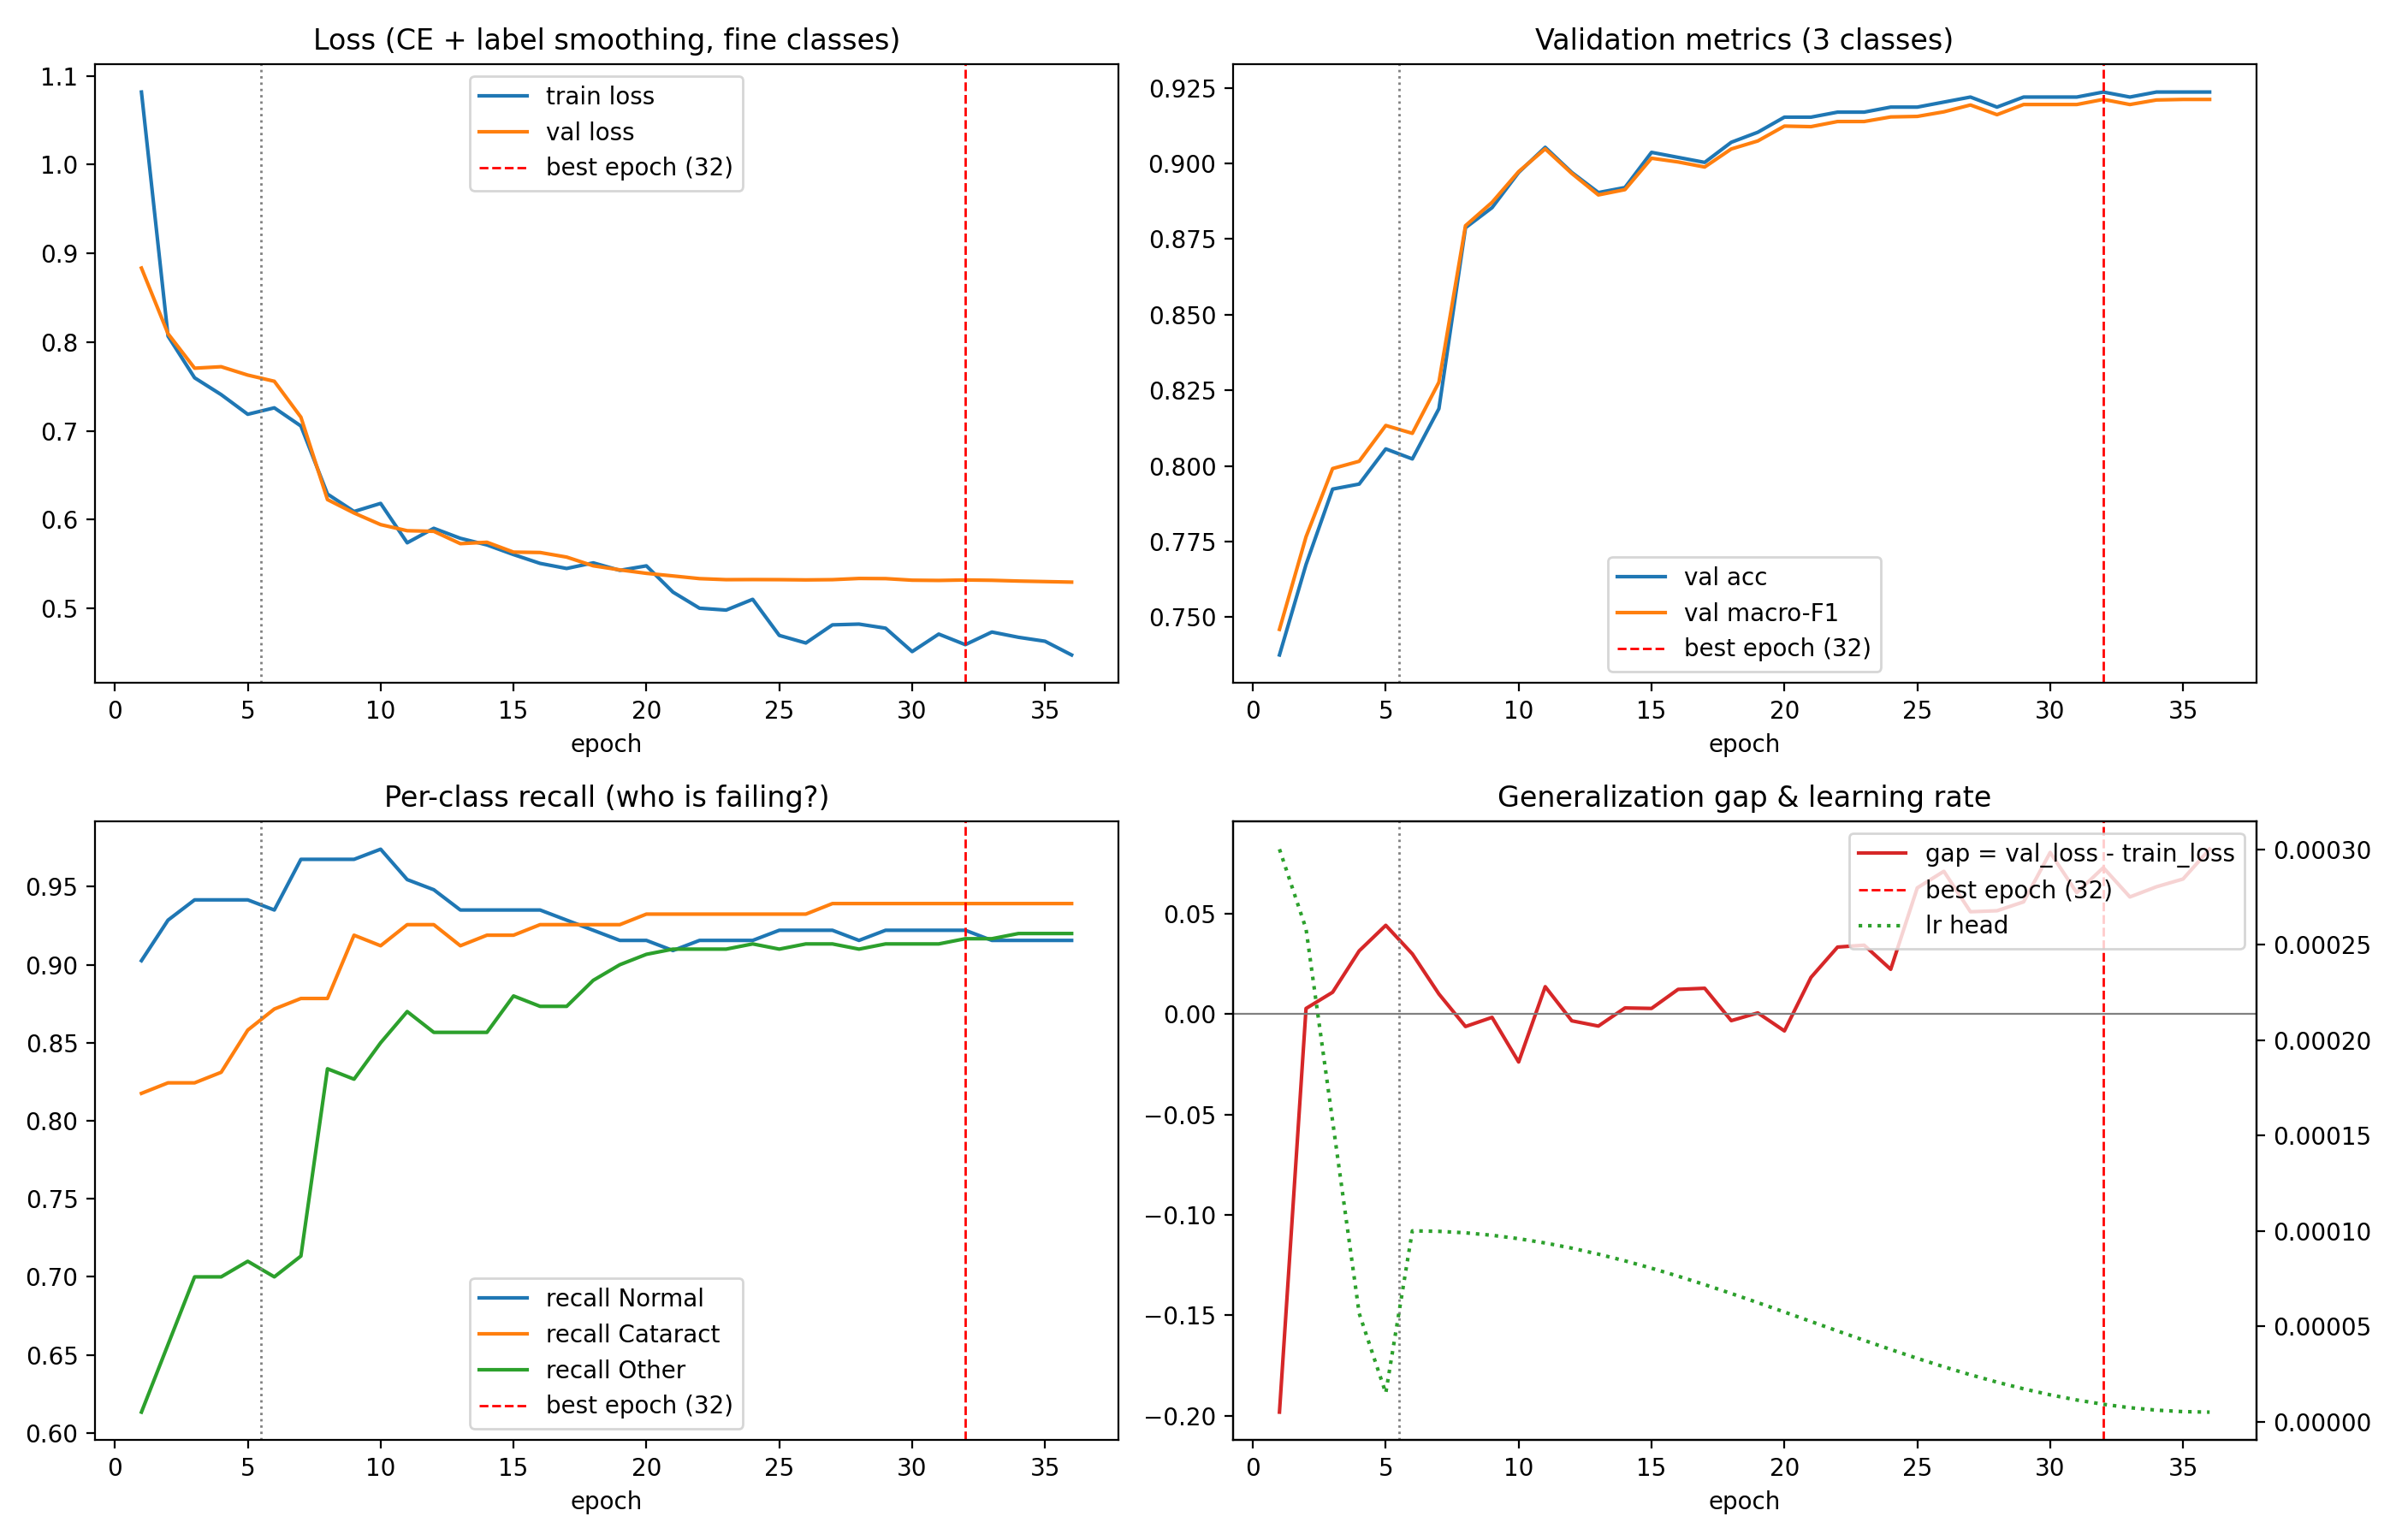 Loss (CE + label smoothing, fine classes)
1.1
1.0
0.9
0.8
0.7
0.6
0.5
train loss
val loss
best epoch (32)
0 5 10 15 20 25 30 35
epoch
Validation metrics (3 classes)
0.925
0.900
0.875
0.850
0.825
0.800
0.775
0.750
val acc
val macro-F1
best epoch (32)
0 5 10 15 20 25 30 35
epoch
Per-class recall (who is failing?)
0.95
0.90
0.85
0.80
0.75
0.70
0.65
0.60
recall Normal
recall Cataract
recall Other
best epoch (32)
0 5 10 15 20 25 30 35
epoch
Generalization gap & learning rate
0.05
0.00
−0.05
−0.10
−0.15
−0.20
gap = val_loss - train_loss
best epoch (32)
lr head
0.00030
0.00025
0.00020
0.00015
0.00010
0.00005
0.00000
0 5 10 15 20 25 30 35
epoch